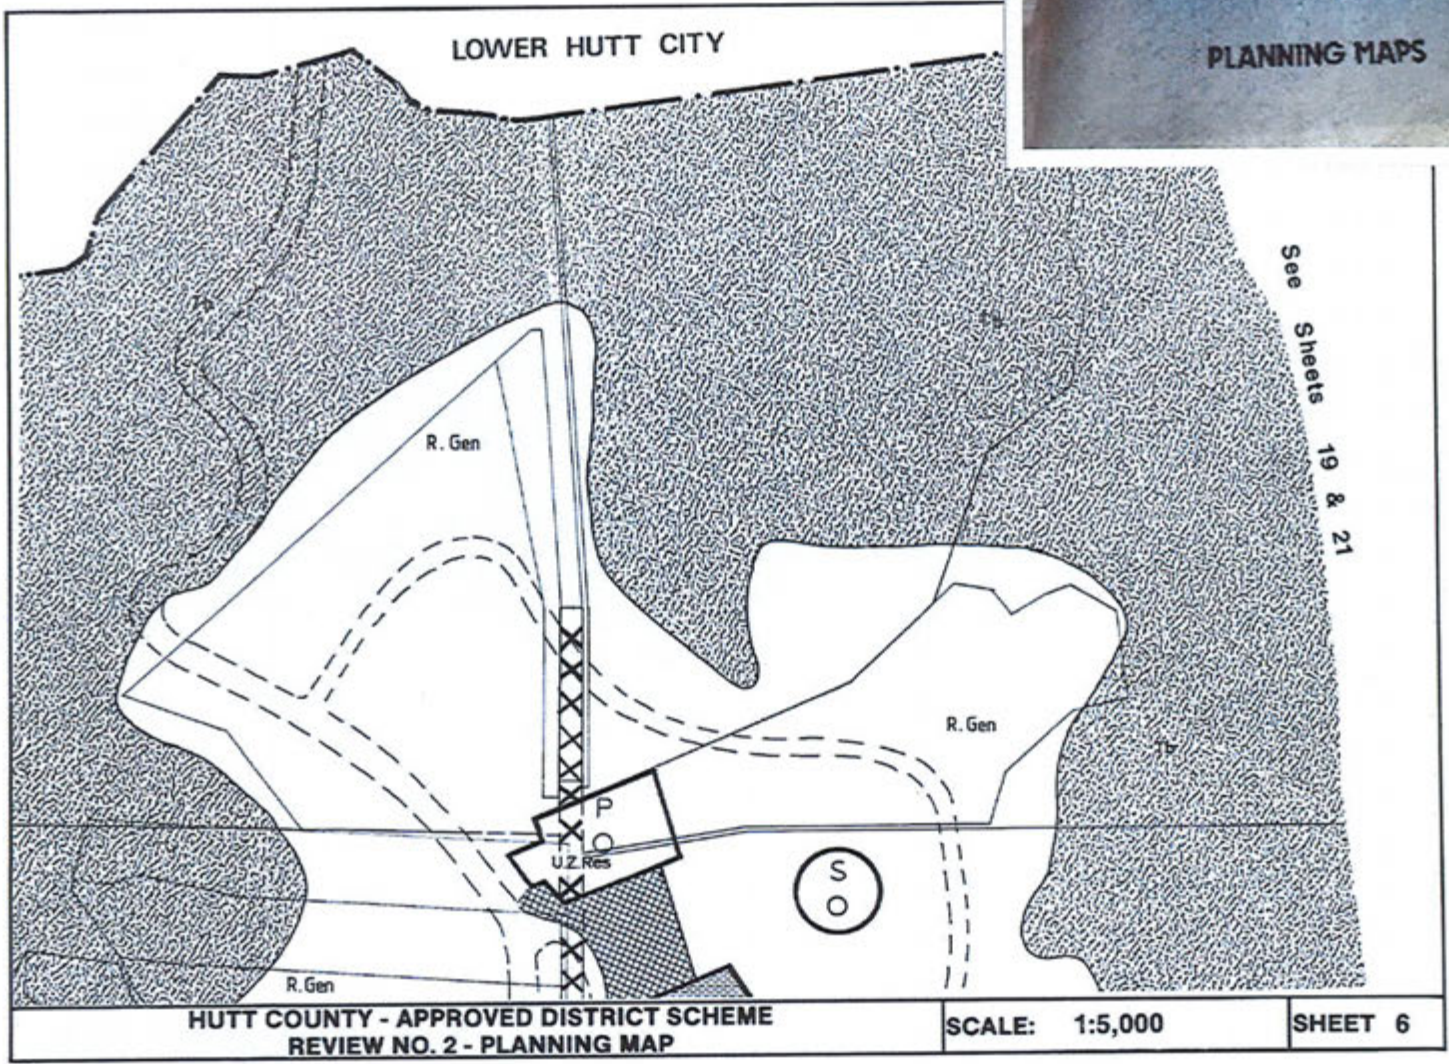 LOWER HUTT CITY
PLANNING MAPS
See Sheets 19 & 21
R. Gen
R. Gen
P
O
U.Z.Res
S
O
R.Gen
HUTT COUNTY - APPROVED DISTRICT SCHEME
REVIEW NO. 2 - PLANNING MAP
SCALE: 1:5,000
SHEET 6